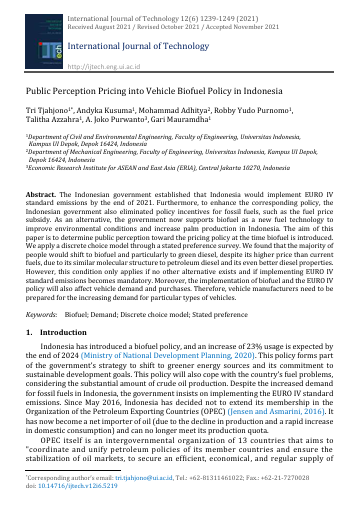 International Journal of Technology 12(6) 1239-1249 (2021)
Received August 2021 / Revised October 2021 / Accepted November 2021
International Journal of Technology
http://ijtech.eng.ui.ac.id
Public Perception Pricing into Vehicle Biofuel Policy in Indonesia
Tri Tjahjono1*, Andyka Kusuma1, Mohammad Adhitya2, Robby Yudo Purnomo1,
Talitha Azzahra1, A. Joko Purwanto3, Gari Mauramdha1
1Department of Civil and Environmental Engineering, Faculty of Engineering, Universitas Indonesia,
Kampus UI Depok, Depok 16424, Indonesia
2Department of Mechanical Engineering, Faculty of Engineering, Universitas Indonesia, Kampus UI Depok,
Depok 16424, Indonesia
3Economic Research Institute for ASEAN and East Asia (ERIA), Central Jakarta 10270, Indonesia
Abstract. The Indonesian government established that Indonesia would implement EURO IV
standard emissions by the end of 2021. Furthermore, to enhance the corresponding policy, the
Indonesian government also eliminated policy incentives for fossil fuels, such as the fuel price
subsidy. As an alternative, the government now supports biofuel as a new fuel technology to
improve environmental conditions and increase palm production in Indonesia. The aim of this
paper is to determine public perception toward the pricing policy at the time biofuel is introduced.
We apply a discrete choice model through a stated preference survey. We found that the majority of
people would shift to biofuel and particularly to green diesel, despite its higher price than current
fuels, due to its similar molecular structure to petroleum diesel and its even better diesel properties.
However, this condition only applies if no other alternative exists and if implementing EURO IV
standard emissions becomes mandatory. Moreover, the implementation of biofuel and the EURO IV
policy will also affect vehicle demand and purchases. Therefore, vehicle manufacturers need to be
prepared for the increasing demand for particular types of vehicles.
Keywords: Biofuel; Demand; Discrete choice model; Stated preference
1. Introduction
Indonesia has introduced a biofuel policy, and an increase of 23% usage is expected by
the end of 2024 (Ministry of National Development Planning, 2020). This policy forms part
of the government's strategy to shift to greener energy sources and its commitment to
sustainable development goals. This policy will also cope with the country's fuel problems,
considering the substantial amount of crude oil production. Despite the increased demand
for fossil fuels in Indonesia, the government insists on implementing the EURO IV standard
emissions. Since May 2016, Indonesia has decided not to extend its membership in the
Organization of the Petroleum Exporting Countries (OPEC) (Jensen and Asmarini, 2016). It
has now become a net importer of oil (due to the decline in production and a rapid increase
in domestic consumption) and can no longer meet its production quota.
OPEC itself is an intergovernmental organization of 13 countries that aims to
"coordinate and unify petroleum policies of its member countries and ensure the
stabilization of oil markets, to secure an efficient, economical, and regular supply of
*Corresponding author's email: tri.tjahjono@ui.ac.id, Tel.: +62-81311461022; Fax.: +62-21-7270028
doi: 10.14716/ijtech.v12i6.5219